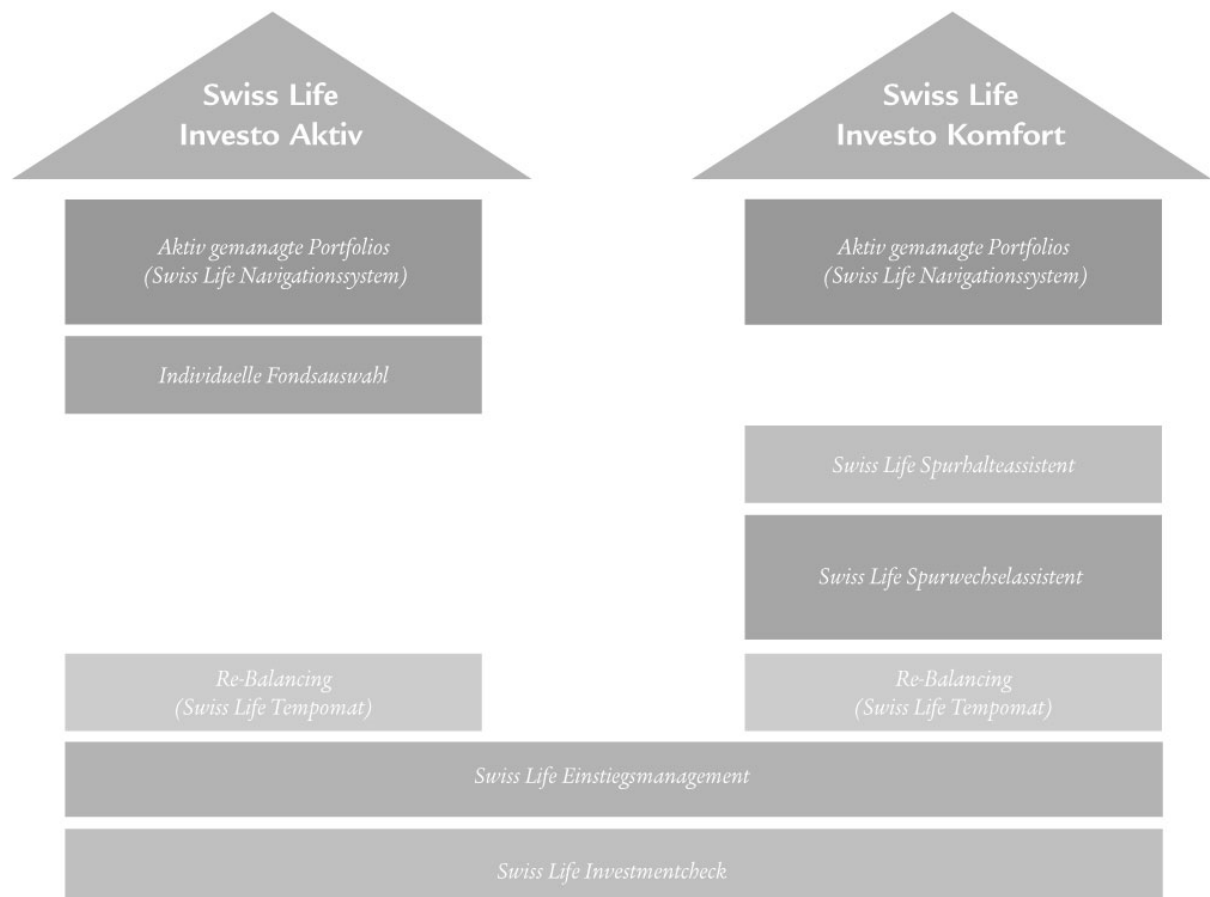 Swiss Life
Investo Aktiv
Aktiv gemanagte Portfolios
(Swiss Life Navigationssystem)
Individuelle Fondsauswahl
Re-Balancing
(Swiss Life Tempomat)
Swiss Life
Investo Komfort
Aktiv gemanagte Portfolios
(Swiss Life Navigationssystem)
Swiss Life Spurhalteassistent
Swiss Life Spurwechselassistent
Re-Balancing
(Swiss Life Tempomat)
Swiss Life Einstiegsmanagement
Swiss Life Investmentcheck